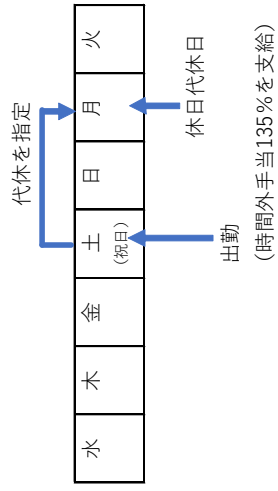 代休を指定
水 木 金 土 日 月 火
(祝日)
出勤
(時間外手当135%を支給)
休日代休日